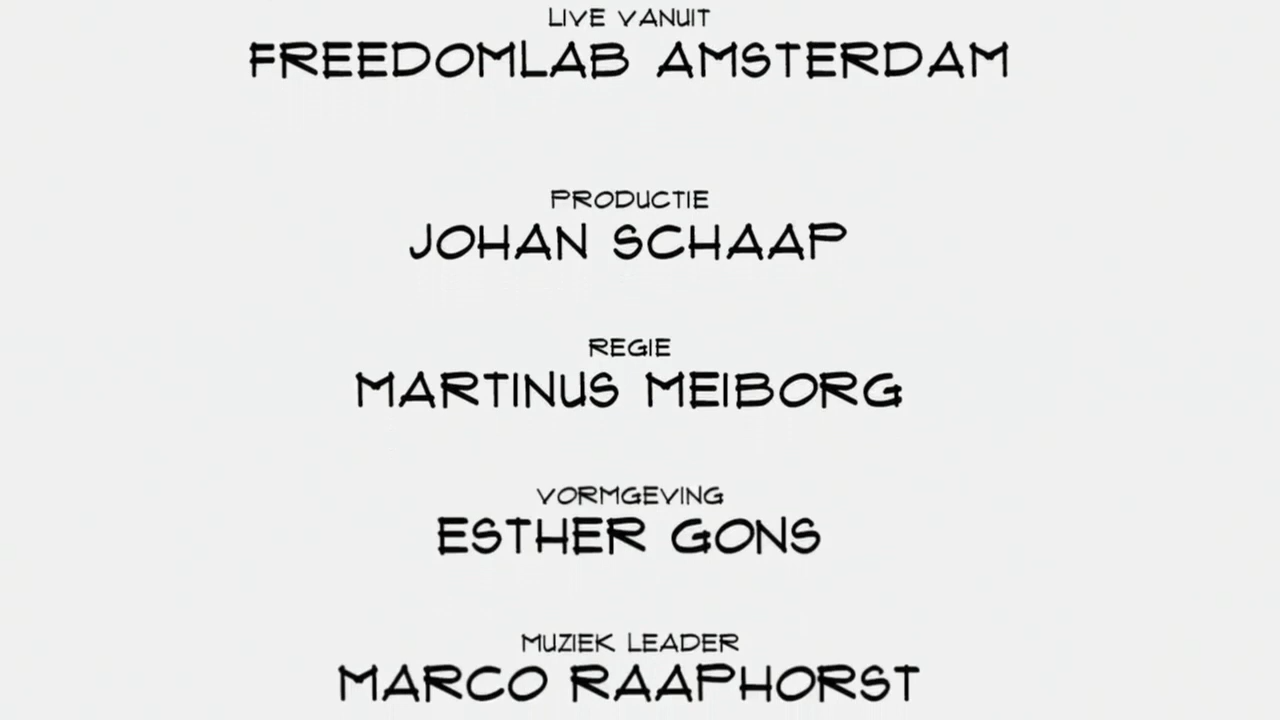 LIVE VANUIT
FREEDOMLAB AMSTERDAM
PRODUCTIE
JOHAN SCHAAP
REGIE
MARTINUS MEIBORG
VORMGEVING
ESTHER GONS
MUZIEK LEADER
MARCO RAAPHORST